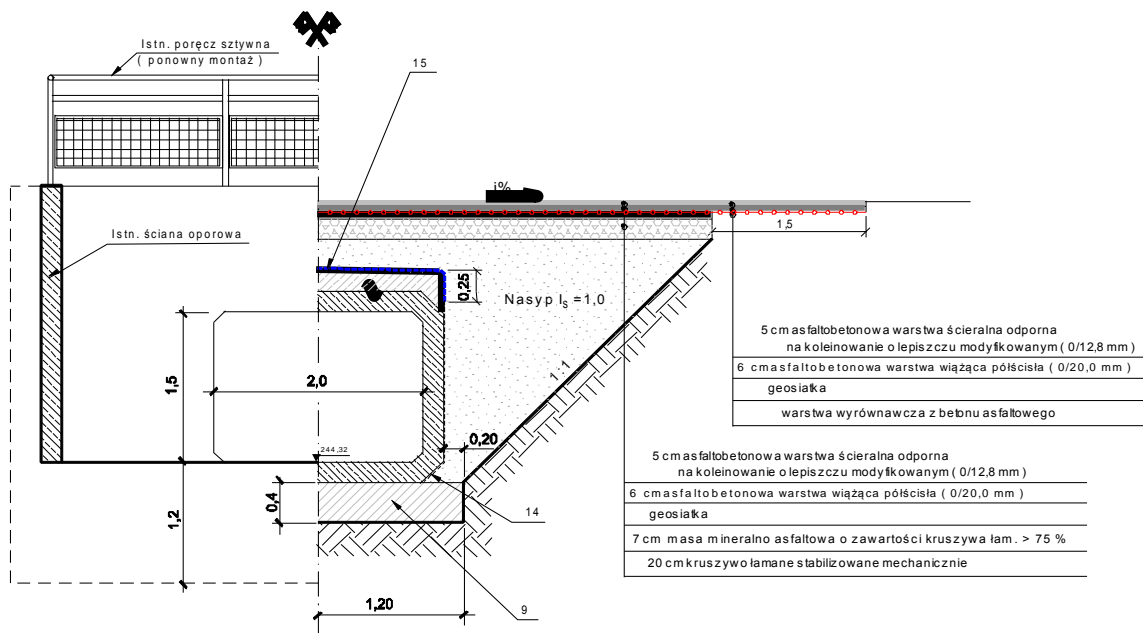 Istn. poręcz sztywna
( ponowny montaż )
15
i%
1,5
Istn. ściana oporowa
0,25
Nasyp IS =1,0
1:1
1,5
2,0
0,20
244,32
0,4
14
1,2
1,20
9
5 cm asfaltobetonowa warstwa ścieralna odporna
na koleinowanie o lepiszczu modyfikowanym ( 0/12,8 mm )
6 cm asfaltobetonowa warstwa wiążąca półścisła ( 0/20,0 mm )
geosiatka
warstwa wyrównawcza z betonu asfaltowego
5 cm asfaltobetonowa warstwa ścieralna odporna
na koleinowanie o lepiszczu modyfikowanym ( 0/12,8 mm )
6 cm asfaltobetonowa warstwa wiążąca półścisła ( 0/20,0 mm )
geosiatka
7 cm masa mineralno asfaltowa o zawartości kruszywa łam. > 75 %
20 cm kruszywo łamane stabilizowane mechanicznie